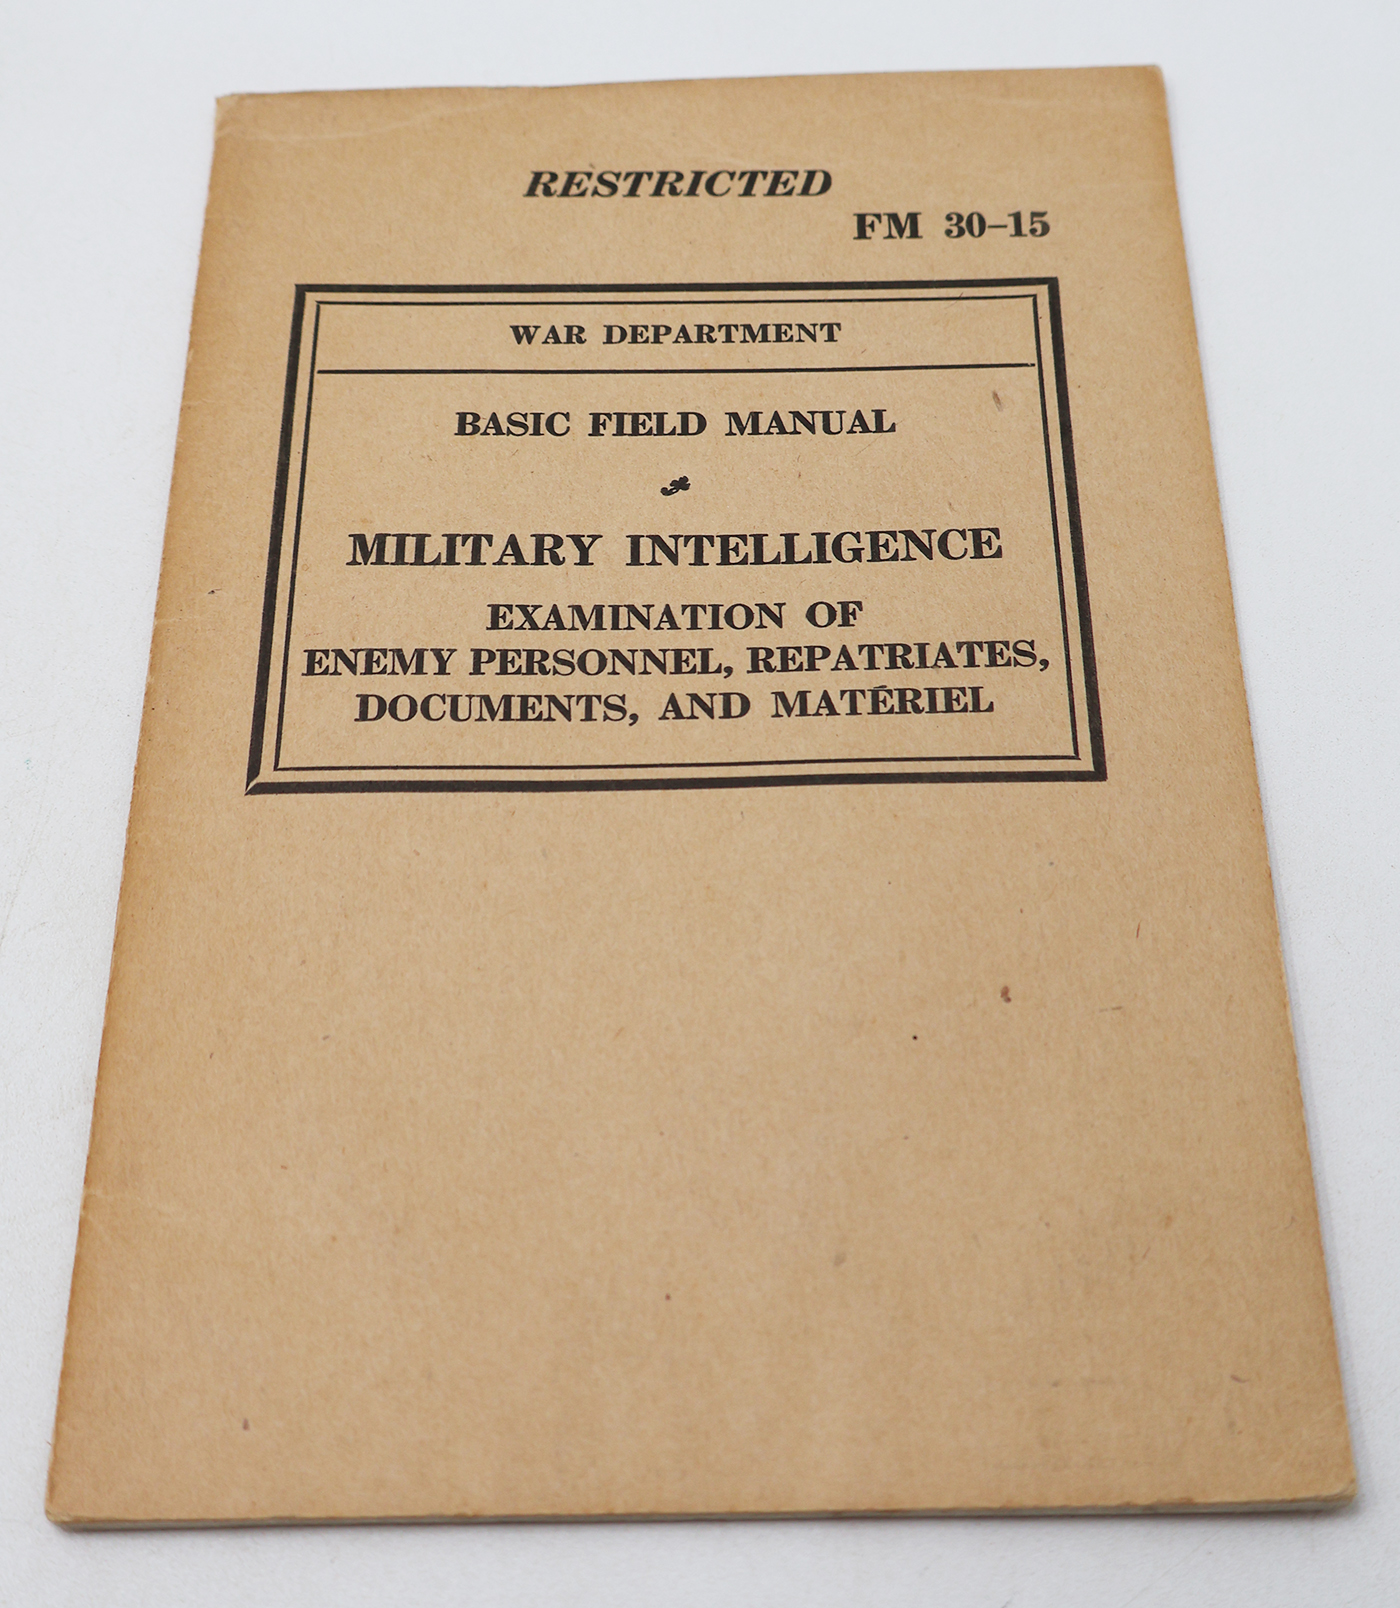 RESTRICTED
FM 30-15
WAR DEPARTMENT
BASIC FIELD MANUAL
MILITARY INTELLIGENCE
EXAMINATION OF
ENEMY PERSONNEL, REPATRIATES,
DOCUMENTS, AND MATÉRIEL